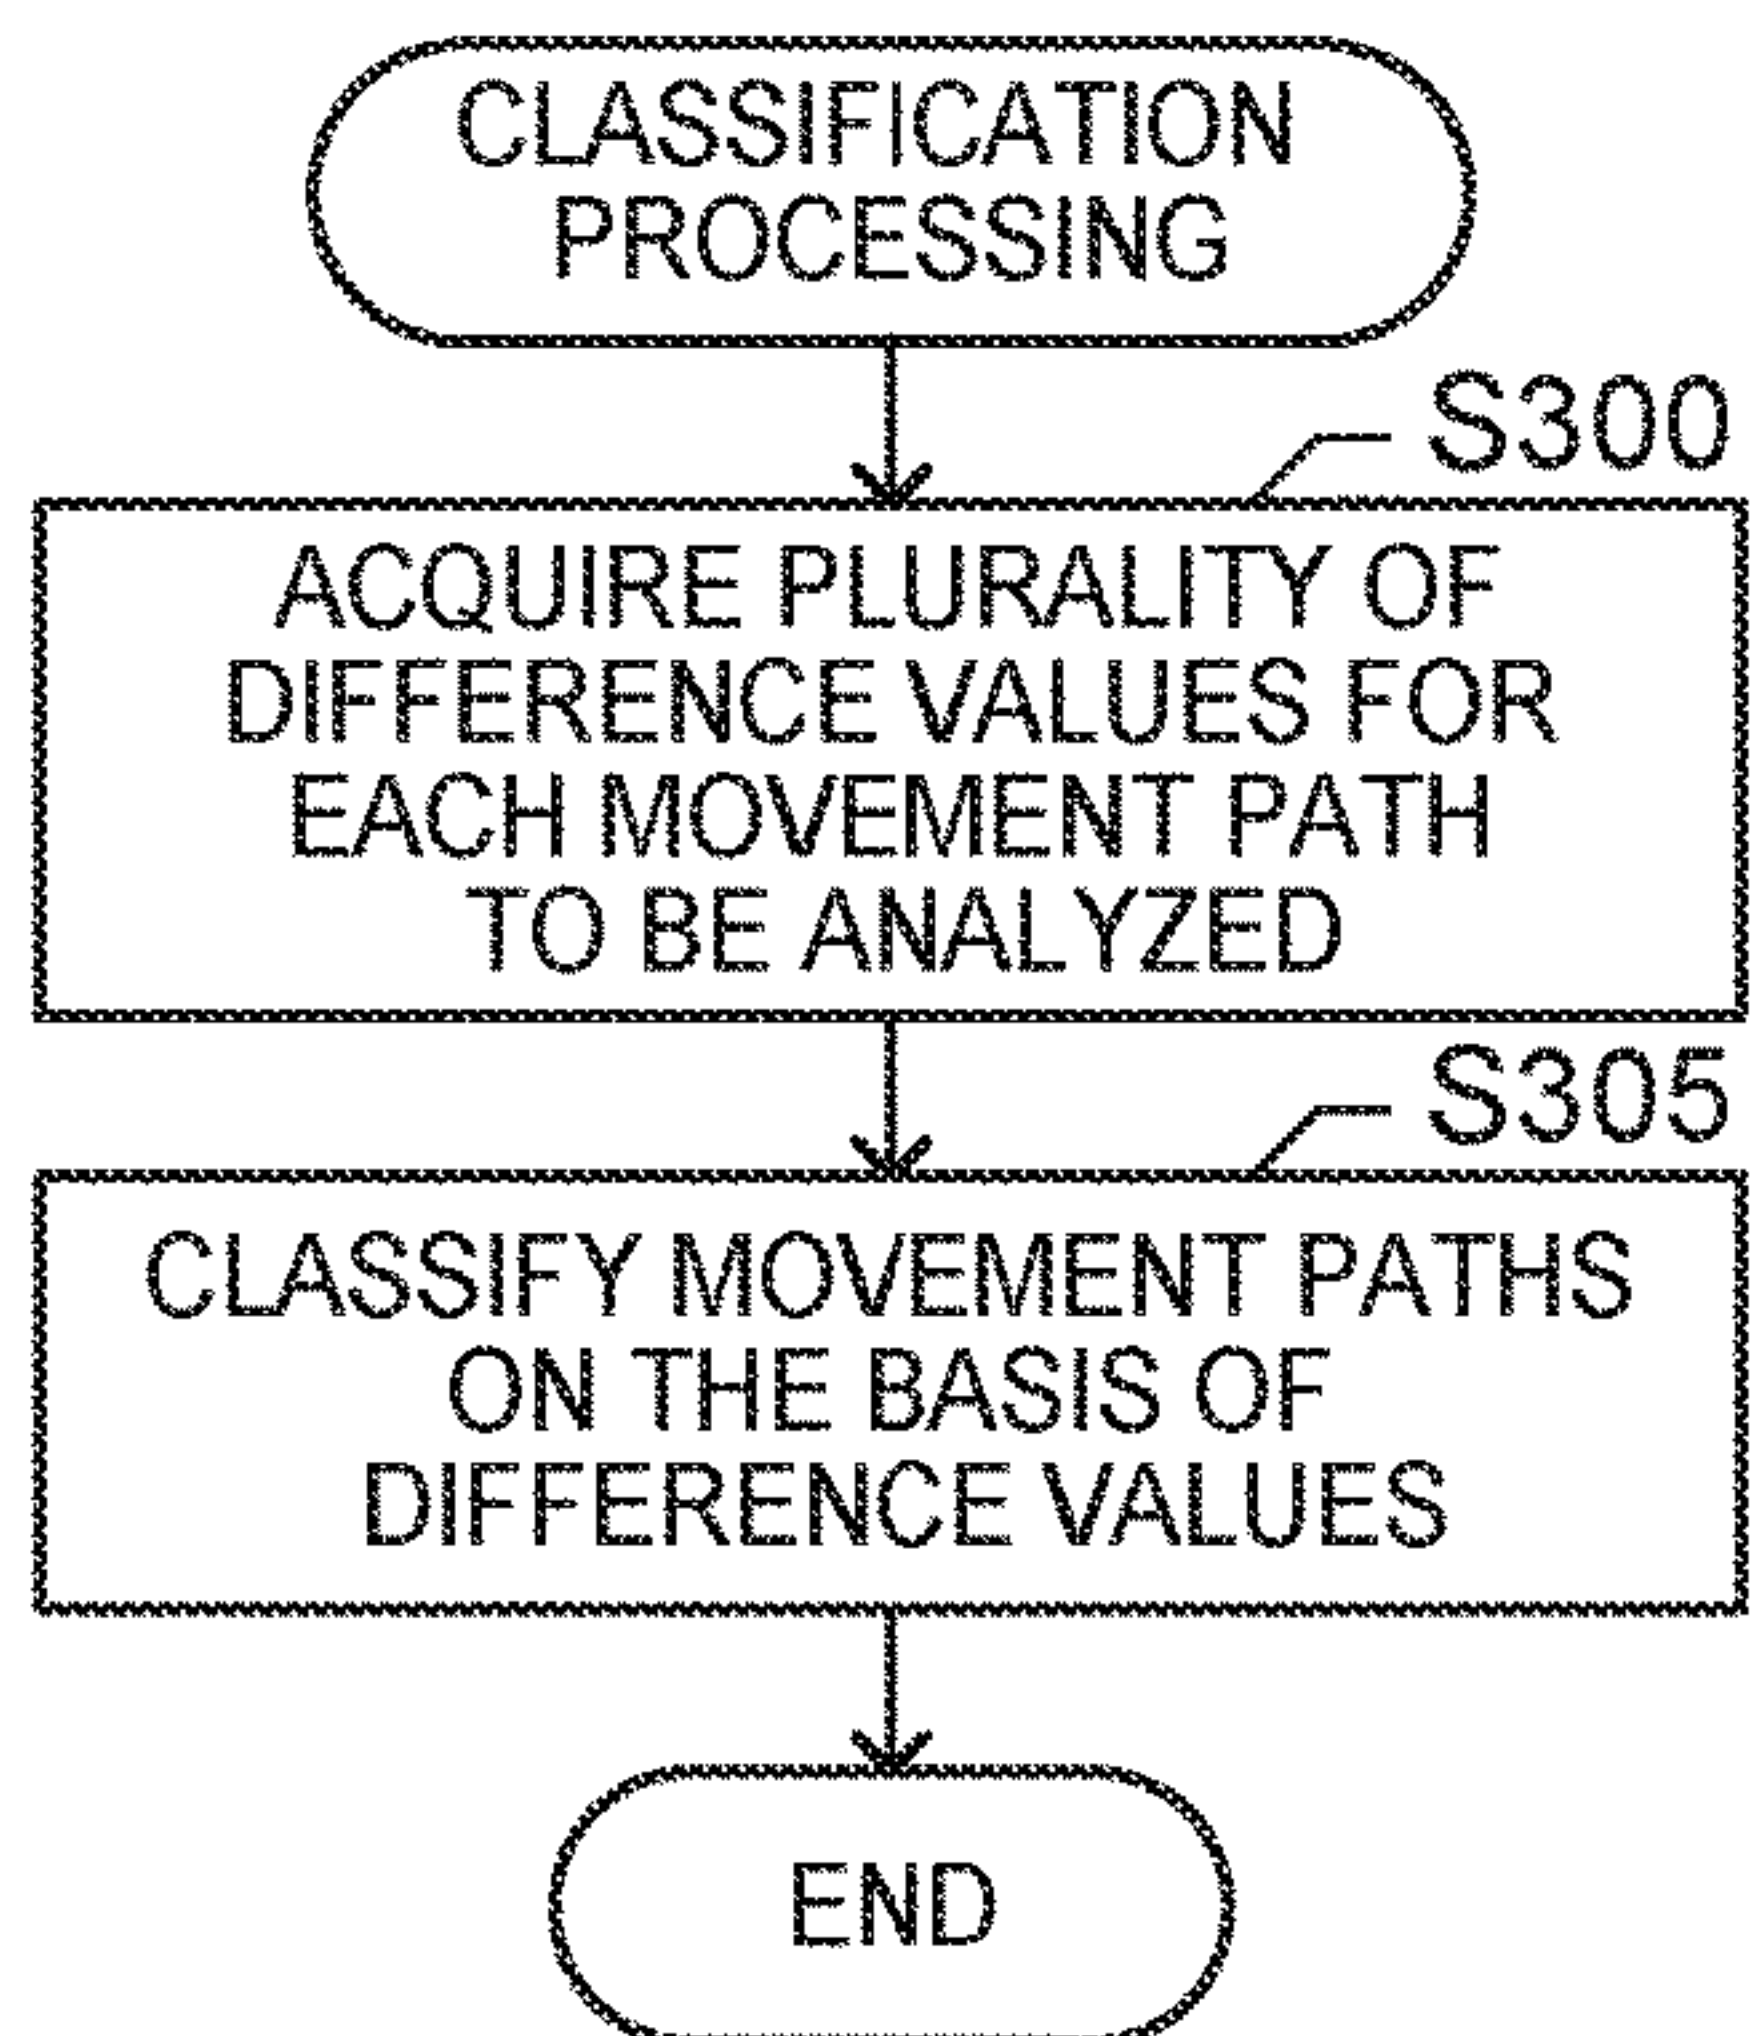 CLASSIFICATION
PROCESSING
S300
ACQUIRE PLURALITY OF
DIFFERENCE VALUES FOR
EACH MOVEMENT PATH
TO BE ANALYZED
S305
CLASSIFY MOVEMENT PATHS
ON THE BASIS OF
DIFFERENCE VALUES
END